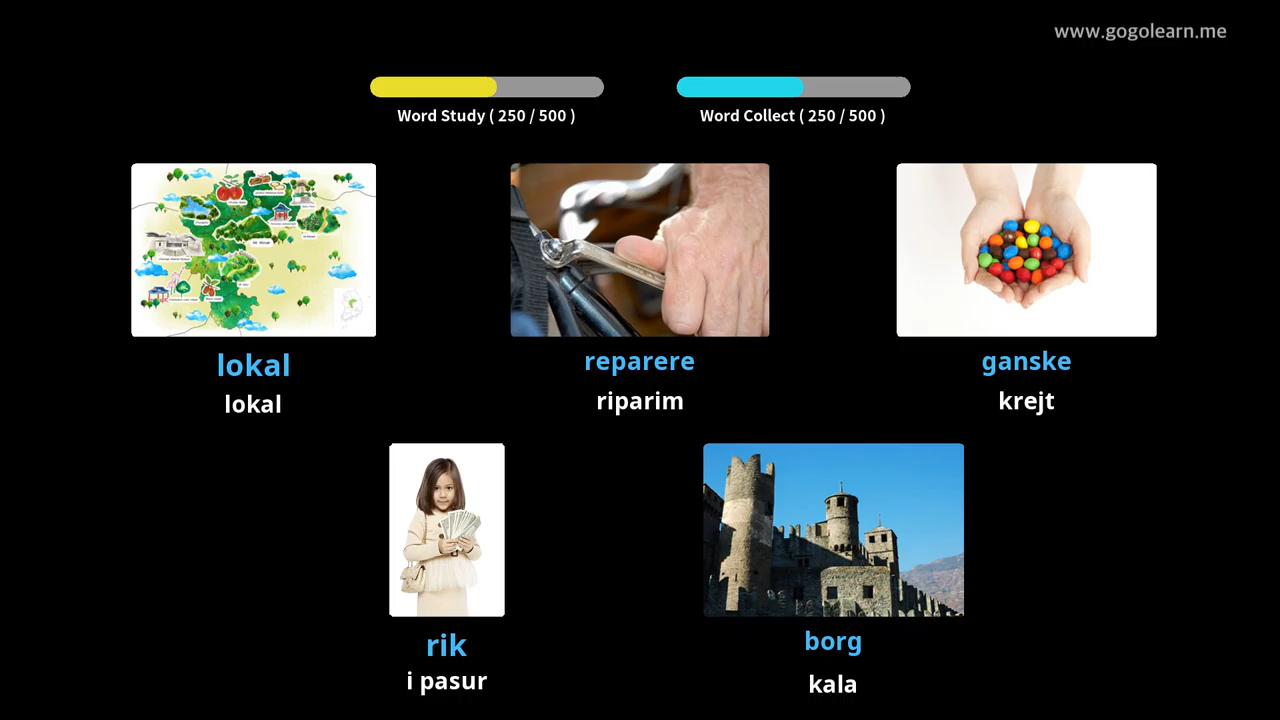 www.gogolearn.me
Word Study ( 250 / 500 )
Word Collect ( 250 / 500 )
lokal
lokal
reparere
riparim
ganske
krejt
rik
i pasur
borg
kala